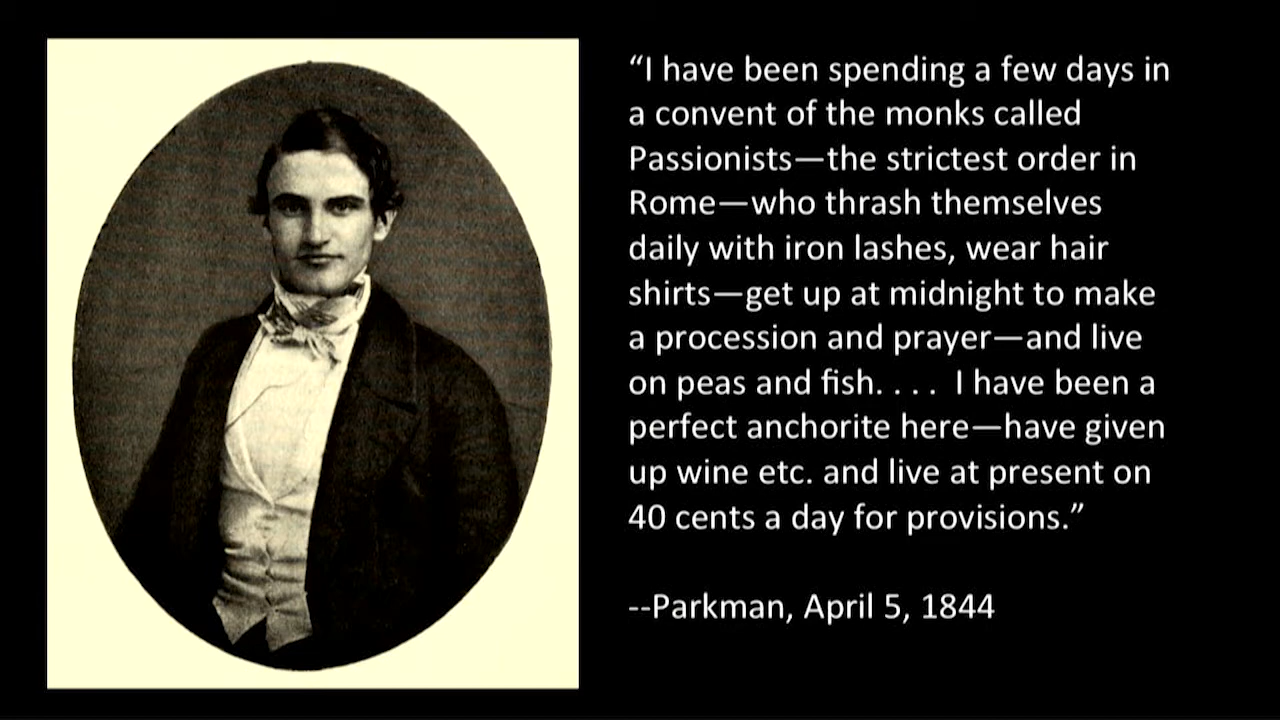 “I have been spending a few days in
a convent of the monks called
Passionists—the strictest order in
Rome—who thrash themselves
daily with iron lashes, wear hair
shirts—get up at midnight to make
a procession and prayer—and live
on peas and fish. . . .  I have been a
perfect anchorite here—have given
up wine etc. and live at present on
40 cents a day for provisions.”
--Parkman, April 5, 1844